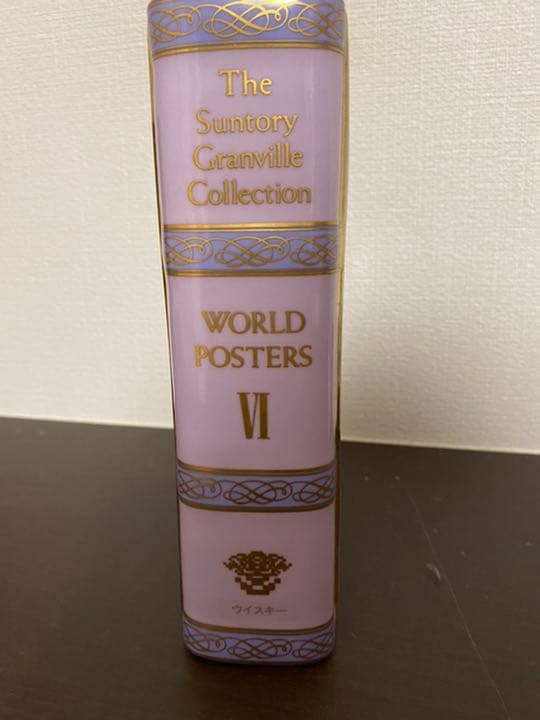 The
Suntory
Granville
Collection
WORLD
POSTERS
VI
ウイスキー